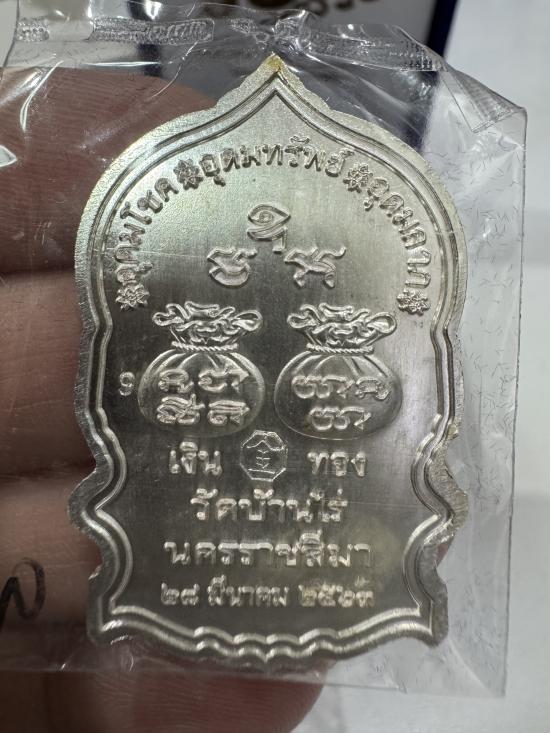 ❋อุดมโชค❋อุดมทรัพย์❋อุดมลาภ❋
๑
เงิน ทอง
วัดบ้านไร่
นครราชสีมา
๒๘ มีนาคม ๒๕๖๓